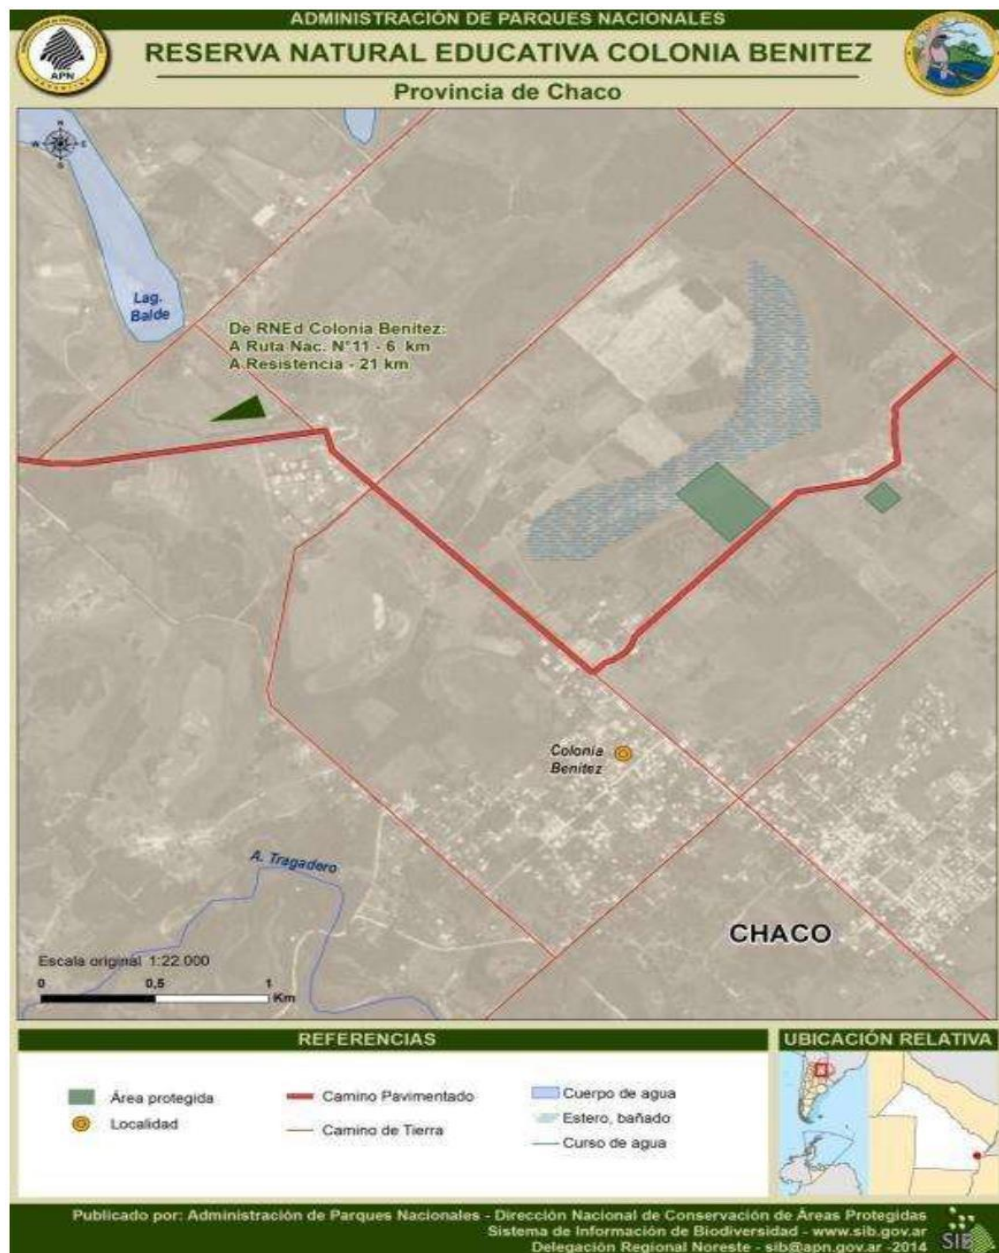 ADMINISTRACIÓN DE PARQUES NACIONALES
RESERVA NATURAL EDUCATIVA COLONIA BENITEZ
Provincia de Chaco
APN
N
W E
S
Lag.
Balde
De RNEd Colonia Benítez:
A Ruta Nac. N°11 - 6 km
A Resistencia - 21 km
Colonia
Benítez
A. Tragadero
CHACO
Escala original 1:22.000
0 0,5 1
Km
REFERENCIAS
Área protegida
Localidad
Camino Pavimentado
Camino de Tierra
Cuerpo de agua
Estero, bañado
Curso de agua
UBICACIÓN RELATIVA
Publicado por: Administración de Parques Nacionales - Dirección Nacional de Conservación de Áreas Protegidas
Sistema de Información de Biodiversidad - www.sib.gov.ar
Delegación Regional Noreste - sib@apn.gov.ar -2014
SIB